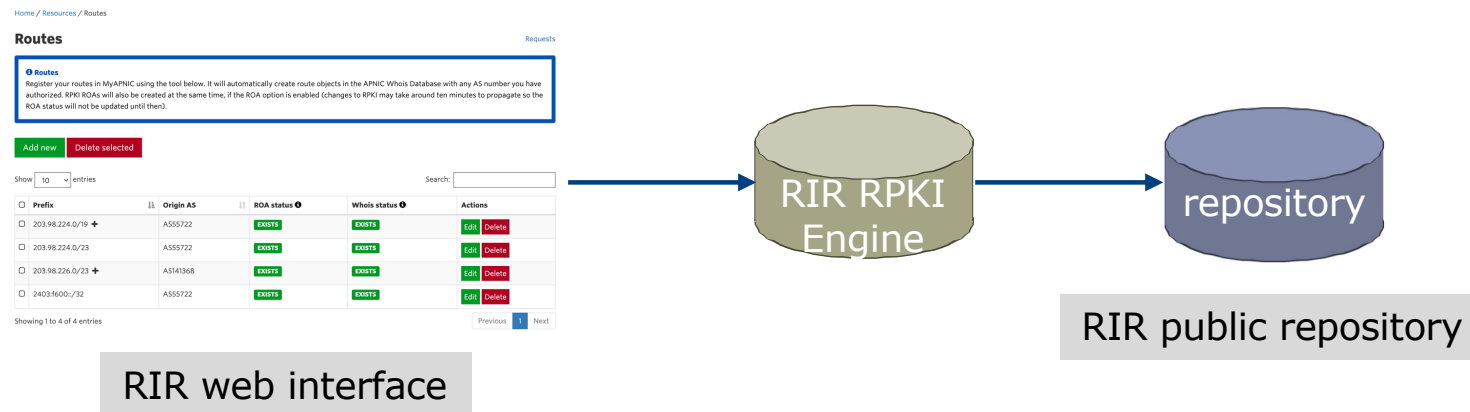 Home / Resources / Routes
Routes
Requests
Routes
Register your routes in MyAPNIC using the tool below. It will automatically create route objects in the APNIC Whois Database with any AS number you have
authorized. RPKI ROAs will also be created at the same time, if the ROA option is enabled (changes to RPKI may take around ten minutes to propagate so the
ROA status will not be updated until then).
Add new Delete selected
Show 10 entries Search:
Prefix Origin AS ROA status Whois status Actions
203.98.224.0/19 + AS55722 EXISTS EXISTS Edit Delete
203.98.224.0/23 AS55722 EXISTS EXISTS Edit Delete
203.98.226.0/23 + AS141368 EXISTS EXISTS Edit Delete
2403:f600::/32 AS55722 EXISTS EXISTS Edit Delete
Showing 1 to 4 of 4 entries Previous 1 Next
RIR web interface
RIR RPKI
Engine
repository
RIR public repository